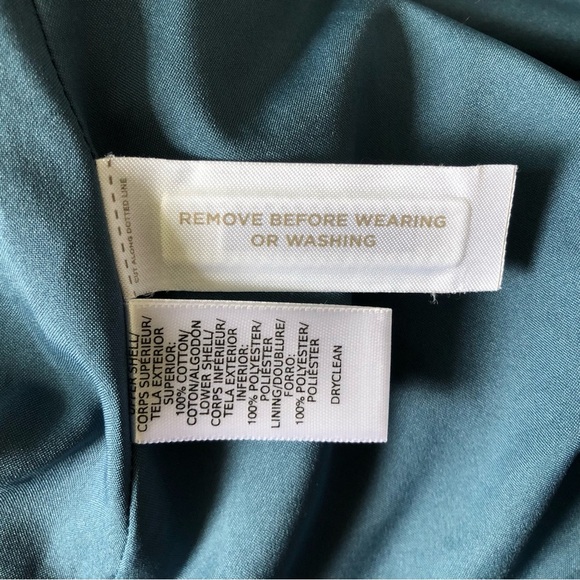 REMOVE BEFORE WEARING
OR WASHING
CUT ALONG DOTTED LINE
UPPER SHELL/
CORPS SUPERIEUR/
TELA EXTERIOR
SUPERIOR:
100% COTTON/
COTON/ALGODON
LOWER SHELL/
CORPS INFERIEUR/
TELA EXTERIOR
INFERIOR:
100% POLYESTER/
POLIESTER
LINING/DOUBLURE/
FORRO:
100% POLYESTER/
POLIESTER
DRYCLEAN